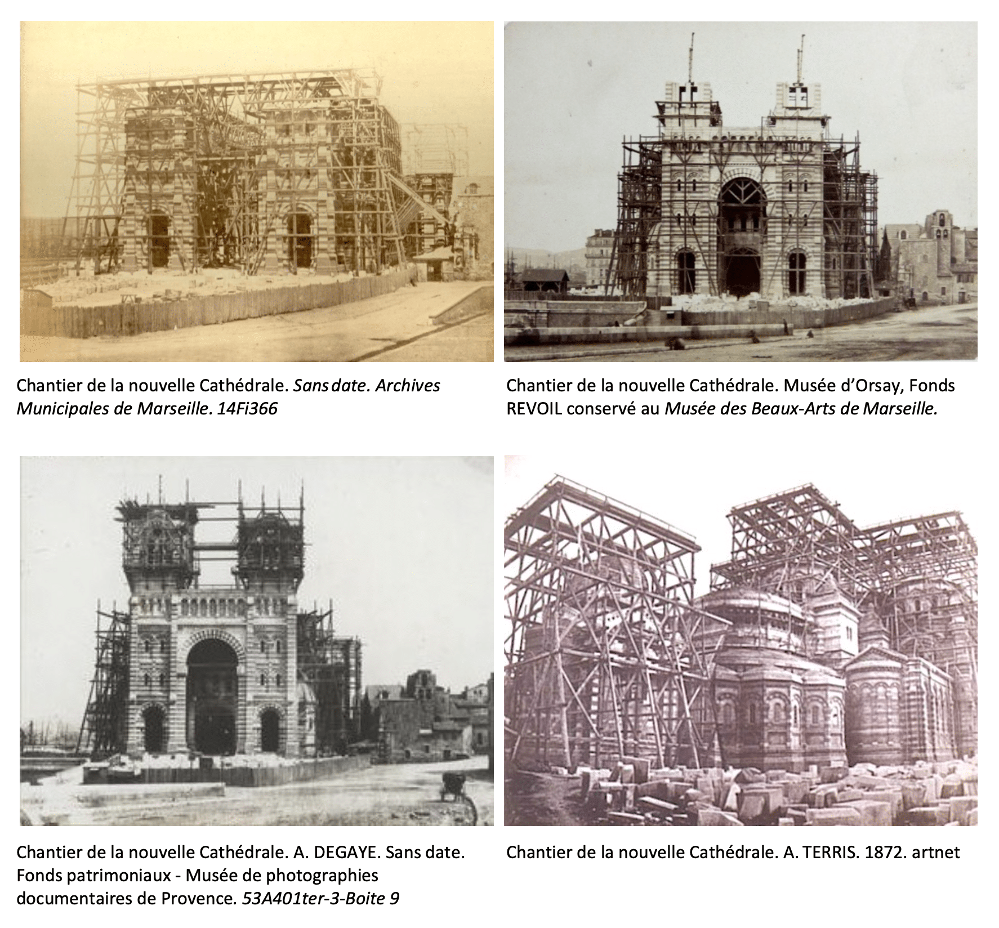 Chantier de la nouvelle Cathédrale. Sans date. Archives
Municipales de Marseille. 14Fi366
Chantier de la nouvelle Cathédrale. Musée d’Orsay, Fonds
REVOIL conservé au Musée des Beaux-Arts de Marseille.
Chantier de la nouvelle Cathédrale. A. DEGAYE. Sans date.
Fonds patrimoniaux - Musée de photographies
documentaires de Provence. 53A401ter-3-Boite 9
Chantier de la nouvelle Cathédrale. A. TERRIS. 1872. artnet